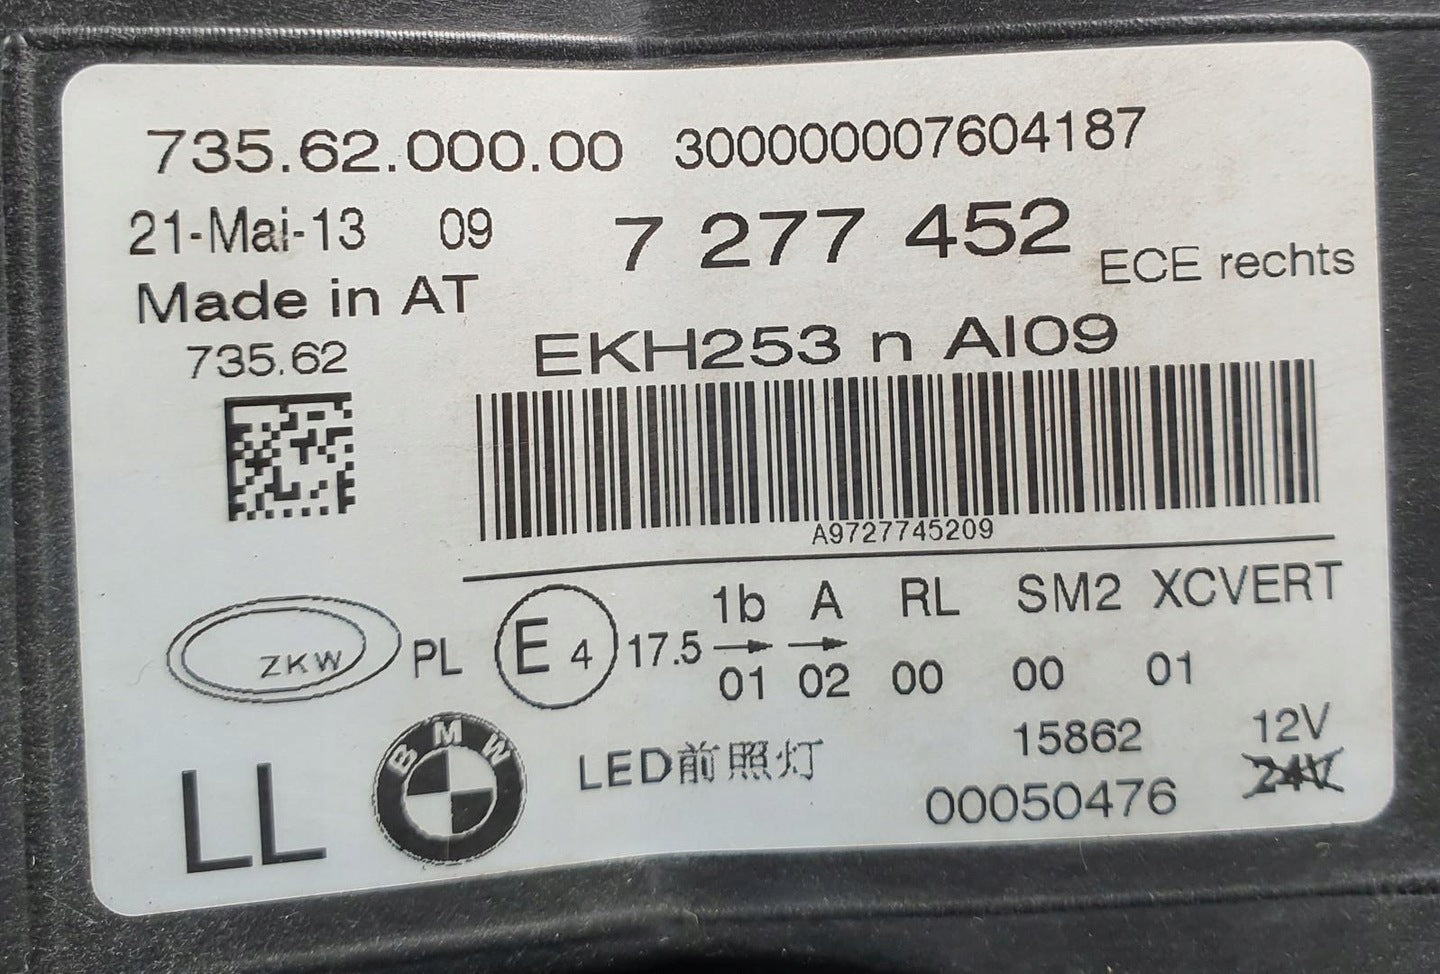 735.62.000.00 300000007604187
21-Mai-13 09 7 277 452 ECE rechts
Made in AT
735.62 EKH253 n AI09
A9727745209
1b A RL SM2 XCVERT
ZKW PL E 4 17.5 → →
01 02 00 00 01
LL BMW LED前照灯 15862 12V
00050476 24V